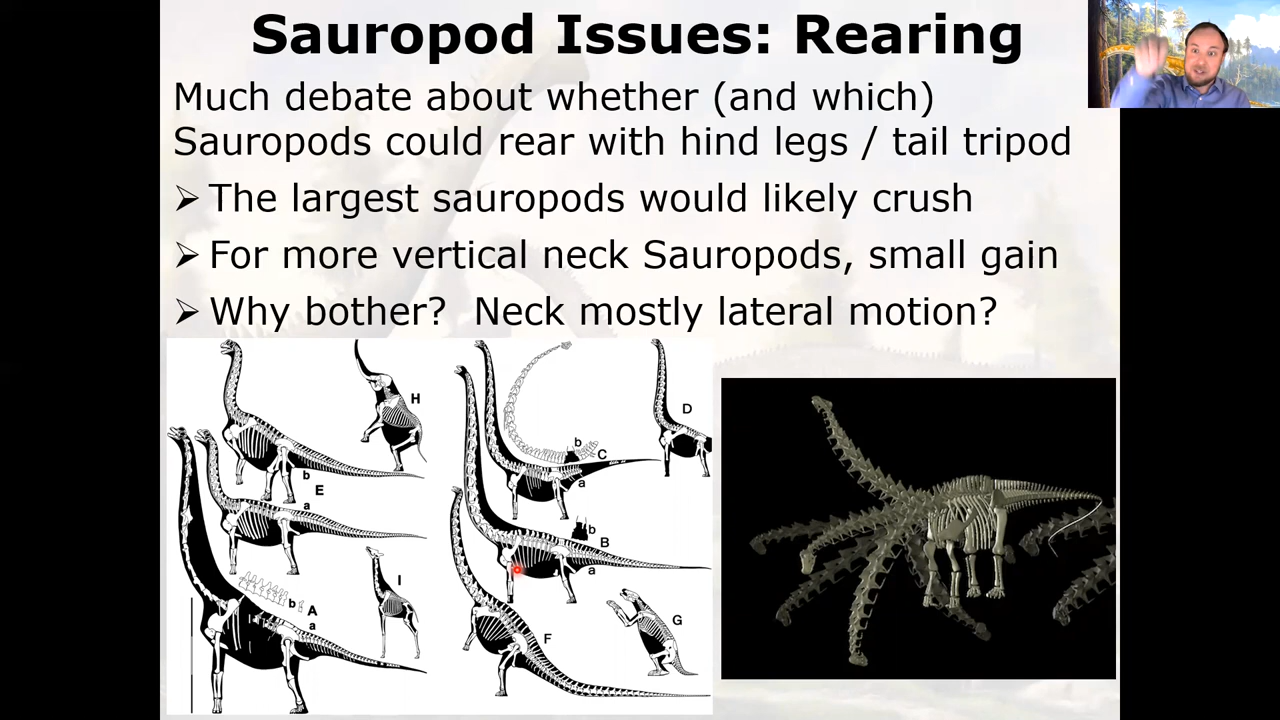 Sauropod Issues: Rearing
Much debate about whether (and which)
Sauropods could rear with hind legs / tail tripod
➢ The largest sauropods would likely crush
➢ For more vertical neck Sauropods, small gain
➢ Why bother? Neck mostly lateral motion?
H
b
E
a
I
b
A
a
D
b
C
a
b
B
a
F
G